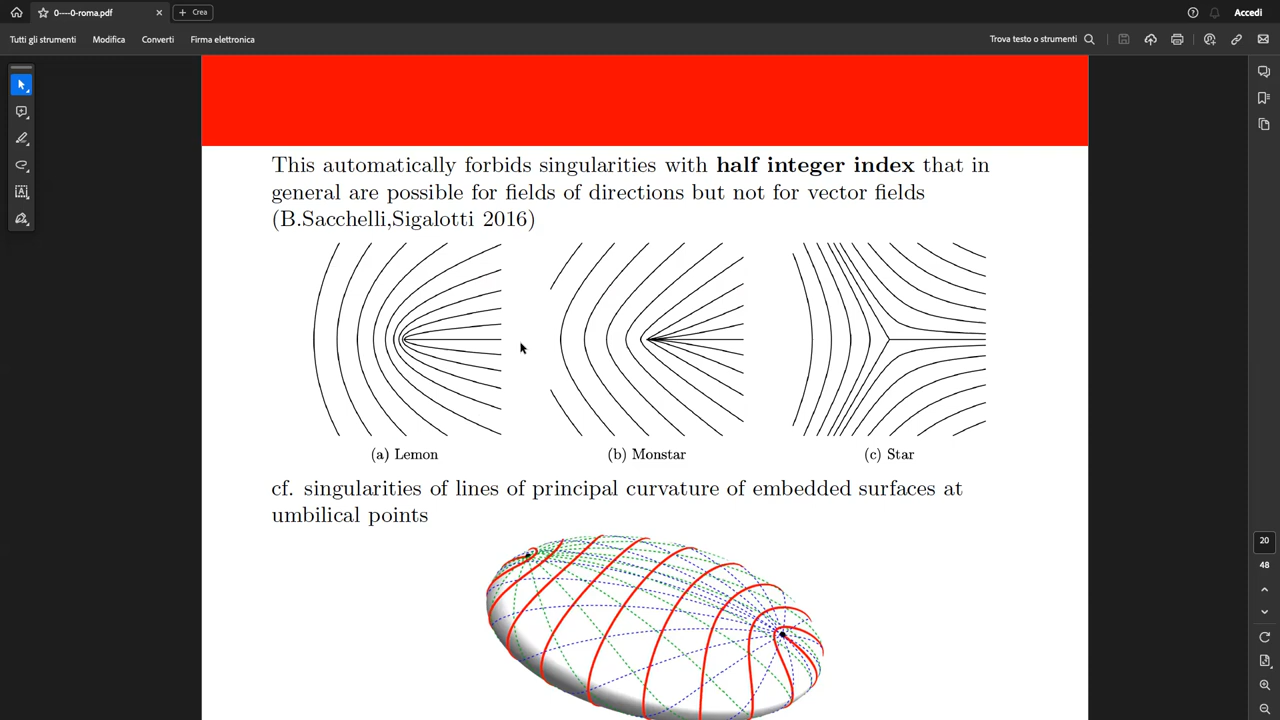 0----0-roma.pdf
Crea
Accedi
Tutti gli strumenti Modifica Converti Firma elettronica
Trova testo o strumenti
This automatically forbids singularities with half integer index that in
general are possible for fields of directions but not for vector fields
(B.Sacchelli,Sigalotti 2016)
(a) Lemon (b) Monstar (c) Star
cf. singularities of lines of principal curvature of embedded surfaces at
umbilical points
20
48